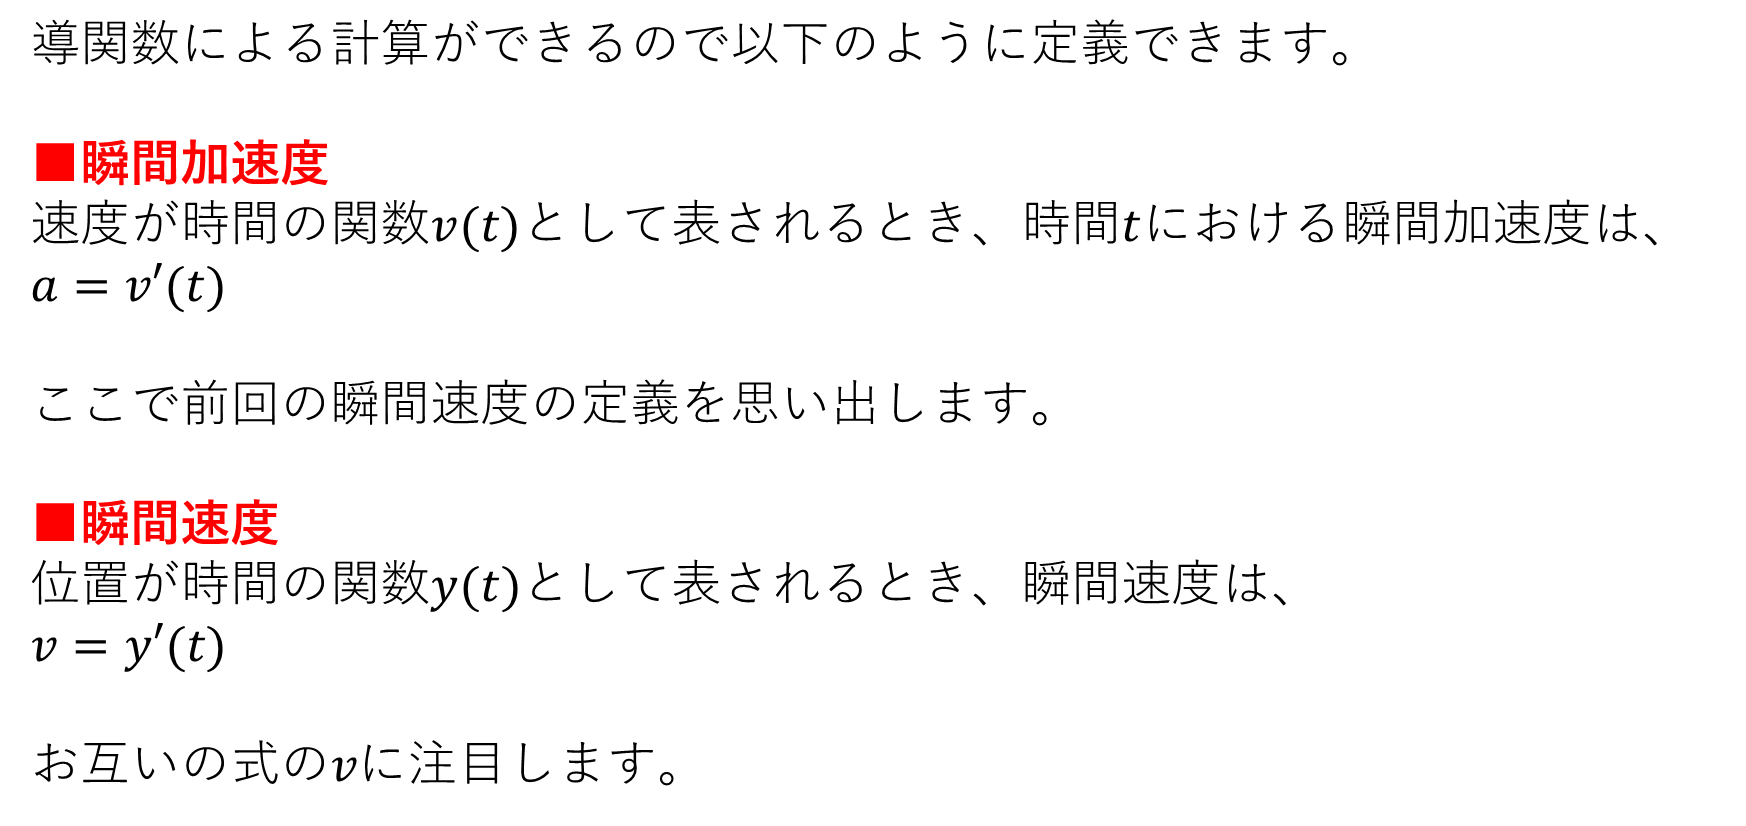 導関数による計算ができるので以下のように定義できます。
■瞬間加速度
速度が時間の関数v(t)として表されるとき、時間tにおける瞬間加速度は、
a = v′(t)
ここで前回の瞬間速度の定義を思い出します。
■瞬間速度
位置が時間の関数y(t)として表されるとき、瞬間速度は、
v = y′(t)
お互いの式のvに注目します。